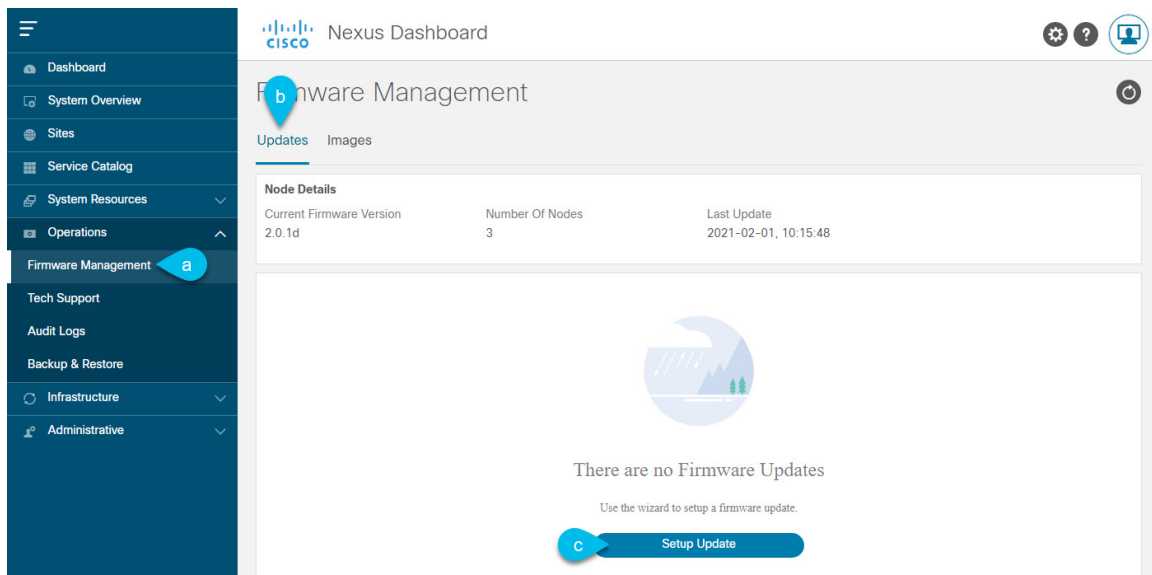 CISCO Nexus Dashboard
Dashboard
System Overview
Sites
Service Catalog
System Resources
Operations
Firmware Management a
Tech Support
Audit Logs
Backup & Restore
Infrastructure
Administrative
Management
b
Updates Images
Node Details
Current Firmware Version Number Of Nodes Last Update
2.0.1d 3 2021-02-01, 10:15:48
There are no Firmware Updates
Use the wizard to setup a firmware update.
c Setup Update